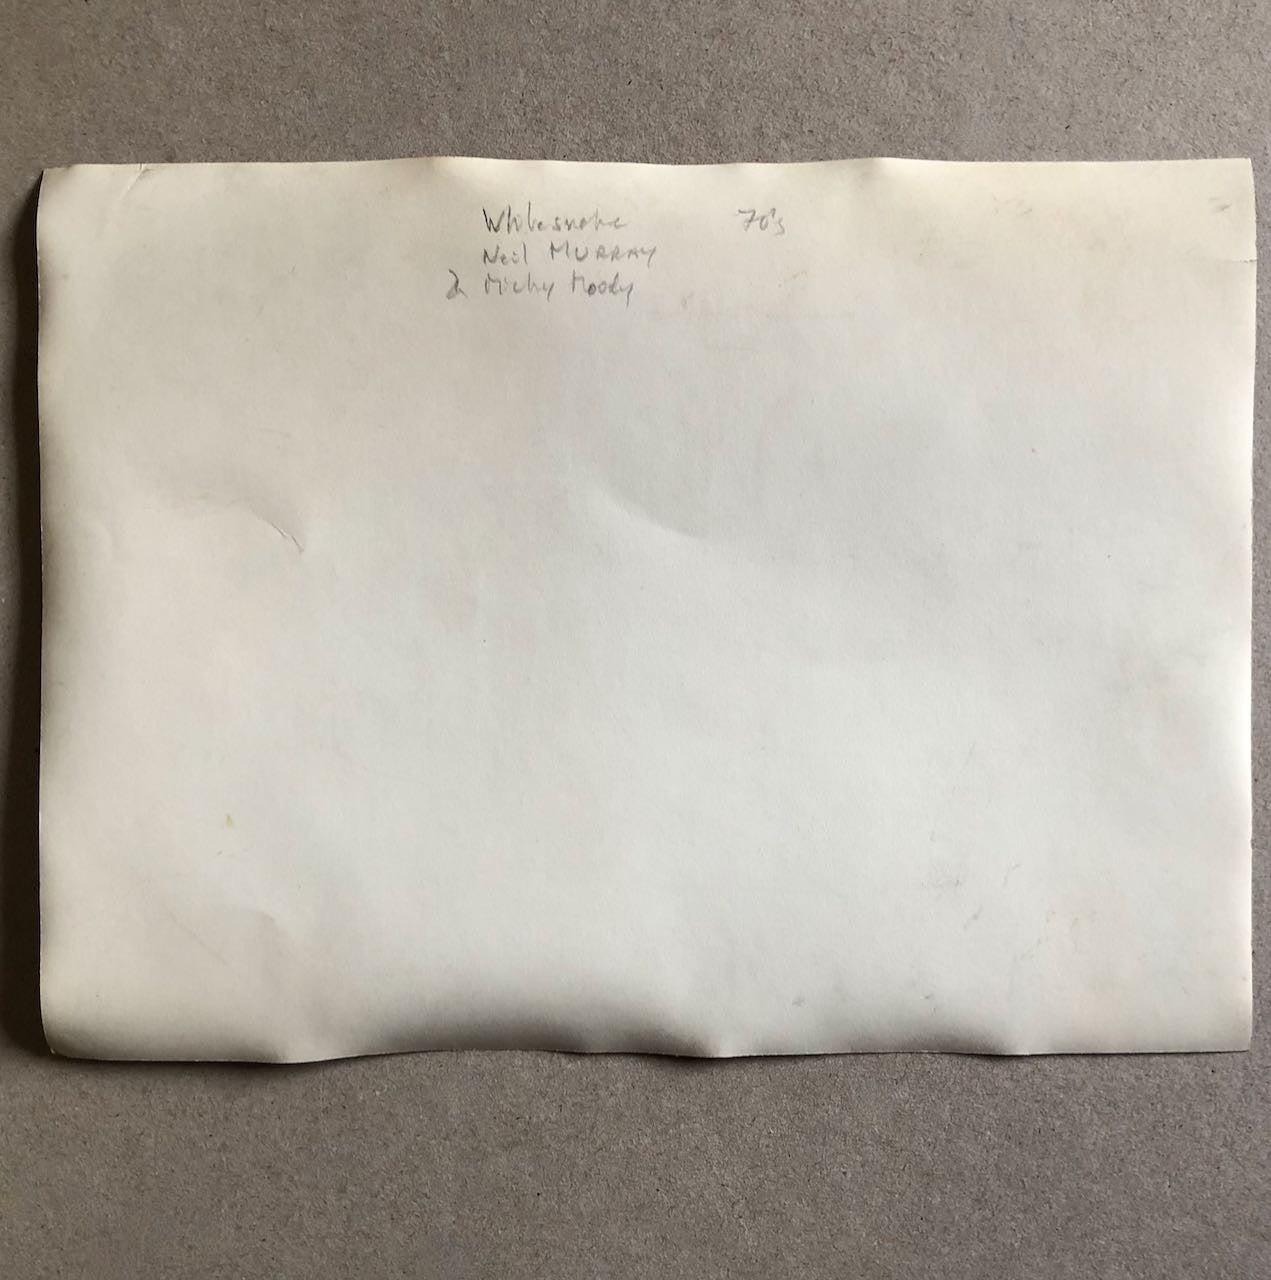 Whitesnake 70's
Neil MURRAY
& Micky Moody